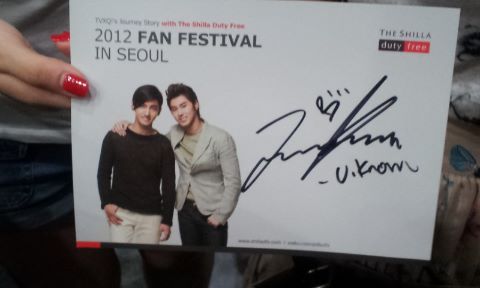 TVXQ!'s Journey Story with The Shilla Duty Free
2012 FAN FESTIVAL
IN SEOUL
THE SHILLA
duty free
-U.Know